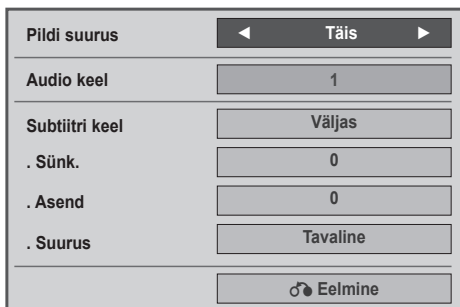 Pildi suurus ◀ Täis ▶
Audio keel 1
Subtiitri keel Väljas
. Sünk. 0
. Asend 0
. Suurus Tavaline
Eelmine